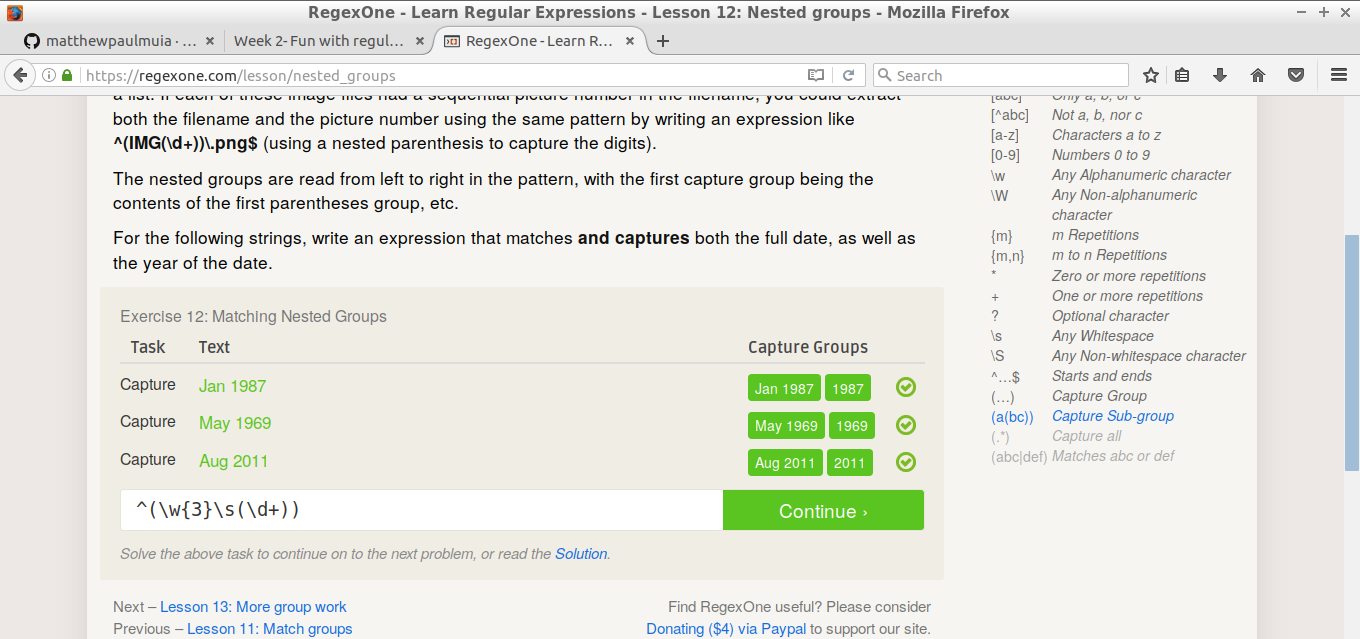 RegexOne - Learn Regular Expressions - Lesson 12: Nested groups - Mozilla Firefox
matthewpaulmuia · ...
Week 2- Fun with regul...
RegexOne - Learn R...
https://regexone.com/lesson/nested_groups
Search
a list. If each of these image files had a sequential picture number in the filename, you could extract
both the filename and the picture number using the same pattern by writing an expression like
^(IMG(\d+))\.png$ (using a nested parenthesis to capture the digits).
The nested groups are read from left to right in the pattern, with the first capture group being the
contents of the first parentheses group, etc.
For the following strings, write an expression that matches and captures both the full date, as well as
the year of the date.
Exercise 12: Matching Nested Groups
Task Text Capture Groups
Capture Jan 1987 Jan 1987 1987
Capture May 1969 May 1969 1969
Capture Aug 2011 Aug 2011 2011
^(\w{3}\s(\d+)) Continue ›
Solve the above task to continue on to the next problem, or read the Solution.
Next – Lesson 13: More group work
Previous – Lesson 11: Match groups
Find RegexOne useful? Please consider
Donating ($4) via Paypal to support our site.
[abc] Only a, b, or c
[^abc] Not a, b, nor c
[a-z] Characters a to z
[0-9] Numbers 0 to 9
\w Any Alphanumeric character
\W Any Non-alphanumeric
character
{m} m Repetitions
{m,n} m to n Repetitions
* Zero or more repetitions
+ One or more repetitions
? Optional character
\s Any Whitespace
\S Any Non-whitespace character
^…$ Starts and ends
(…) Capture Group
(a(bc)) Capture Sub-group
(.*) Capture all
(abc|def) Matches abc or def